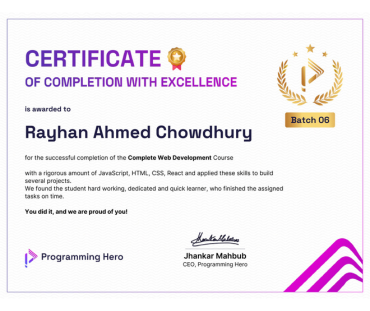 CERTIFICATE
OF COMPLETION WITH EXCELLENCE
Batch 06
is awarded to
Rayhan Ahmed Chowdhury
for the successful completion of the Complete Web Development Course
with a rigorous amount of JavaScript, HTML, CSS, React and applied these skills to build
several projects.
We found the student hard working, dedicated and quick learner, who finished the assigned
tasks on time.
You did it, and we are proud of you!
Programming Hero
Jhankar Mahbub
Jhankar Mahbub
CEO, Programming Hero